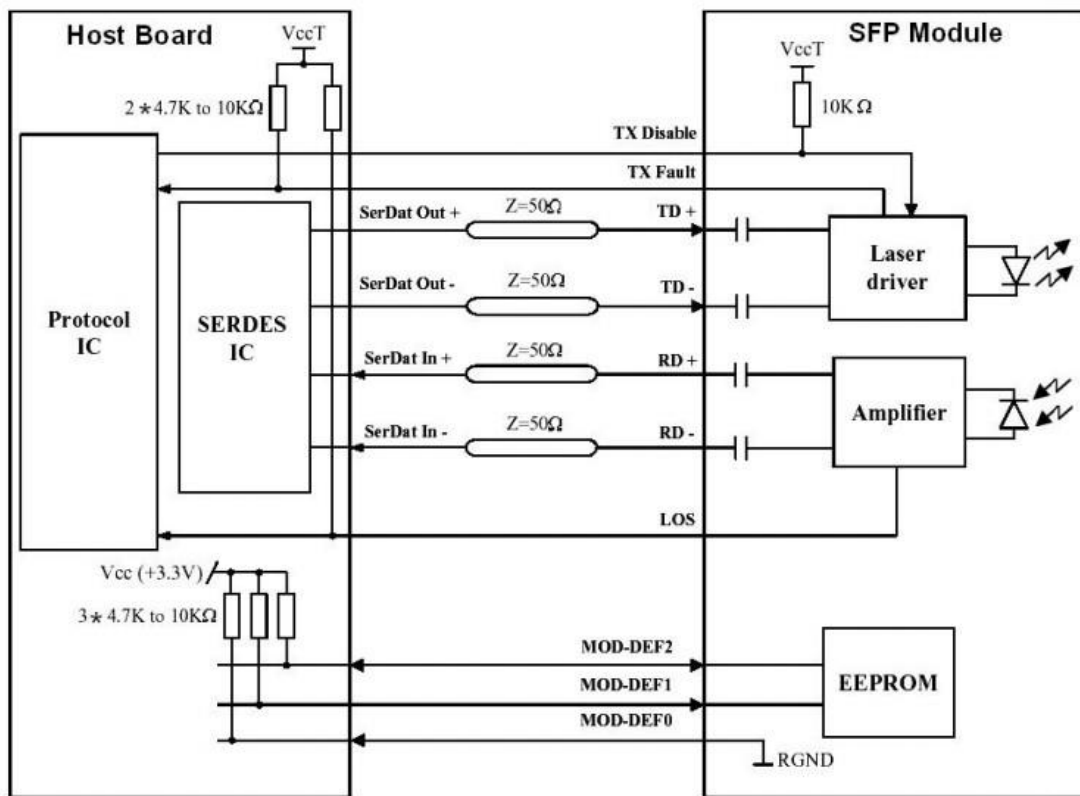 Host Board
SFP Module
VccT
VccT
2*4.7K to 10KΩ
10KΩ
TX Disable
TX Fault
SerDat Out +
Z=50Ω
TD +
SerDat Out -
Z=50Ω
TD -
Laser
driver
Protocol
IC
SERDES
IC
SerDat In +
Z=50Ω
RD +
SerDat In -
Z=50Ω
RD -
Amplifier
LOS
Vcc (+3.3V)
3*4.7K to 10KΩ
MOD-DEF2
MOD-DEF1
MOD-DEF0
EEPROM
RGND